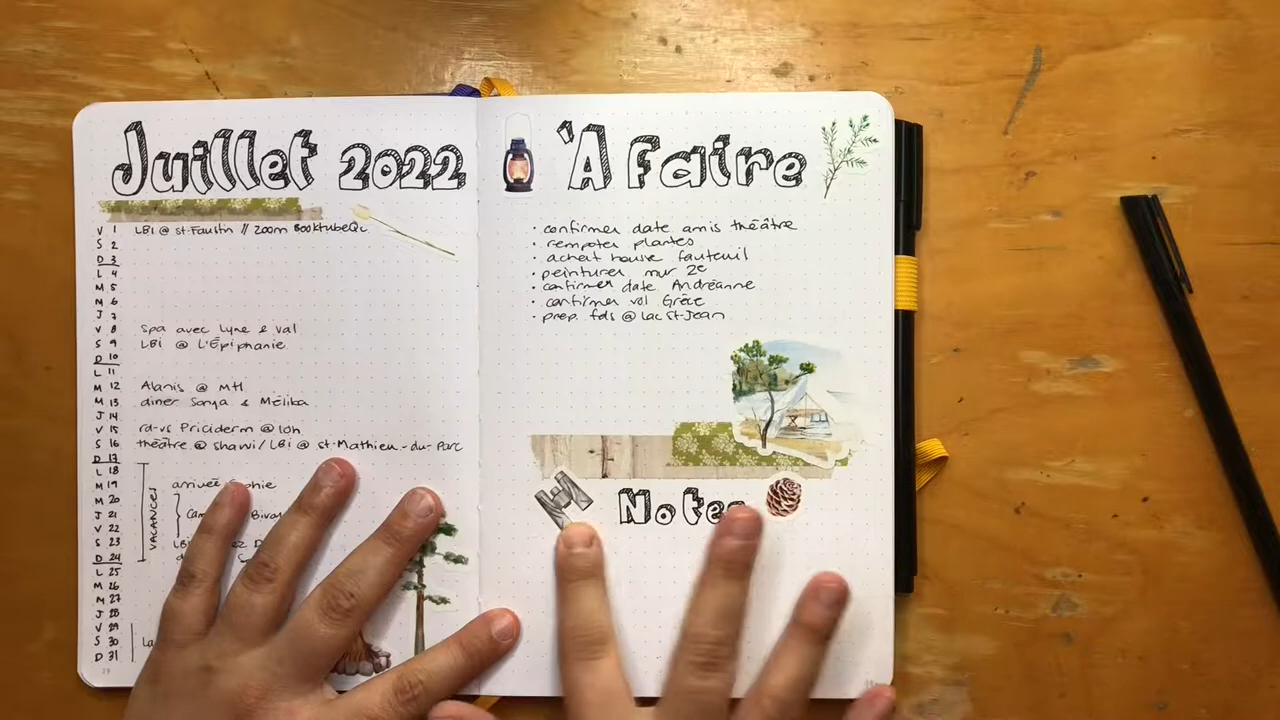 Juillet 2022
V 1 LBI @ st-Faustin // zoom BooktubeQc
S 2
D 3
L 4
M 5
M 6
J 7
V 8 spa avec Lyne & val
S 9 LBI @ L'Épiphanie
D 10
L 11
M 12 Alanis @ Mtl
M 13 diner Sonya & Mélika
J 14
V 15 rd-vs Priciderm @ 10h
S 16 théâtre @ shawi / LBI @ st-Mathieu-du-Parc
D 17
L 18
M 19 arrivée Sophie
M 20
J 21
V 22
S 23
D 24
VACANCES
L 25
M 26
M 27
J 28
V 29
S 30
D 31
À Faire
• confirmer date amis théâtre
• rempoter plantes
• achat housse fauteuil
• peinturer mur 2e
• confirmer date Andréanne
• confirmer vol Grèce
• prep. fds @ Lac St-Jean
Notes